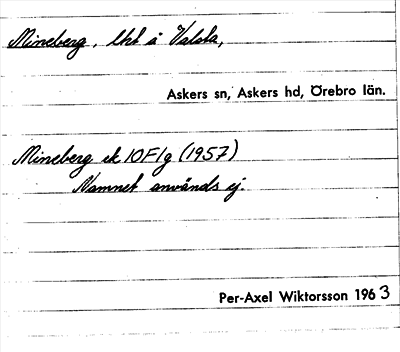 Mineberg, lht å Valsta,
Askers sn, Askers hd, Örebro län.
Mineberg ek 10F1g (1957)
Namnet används ej.
Per-Axel Wiktorsson 1963